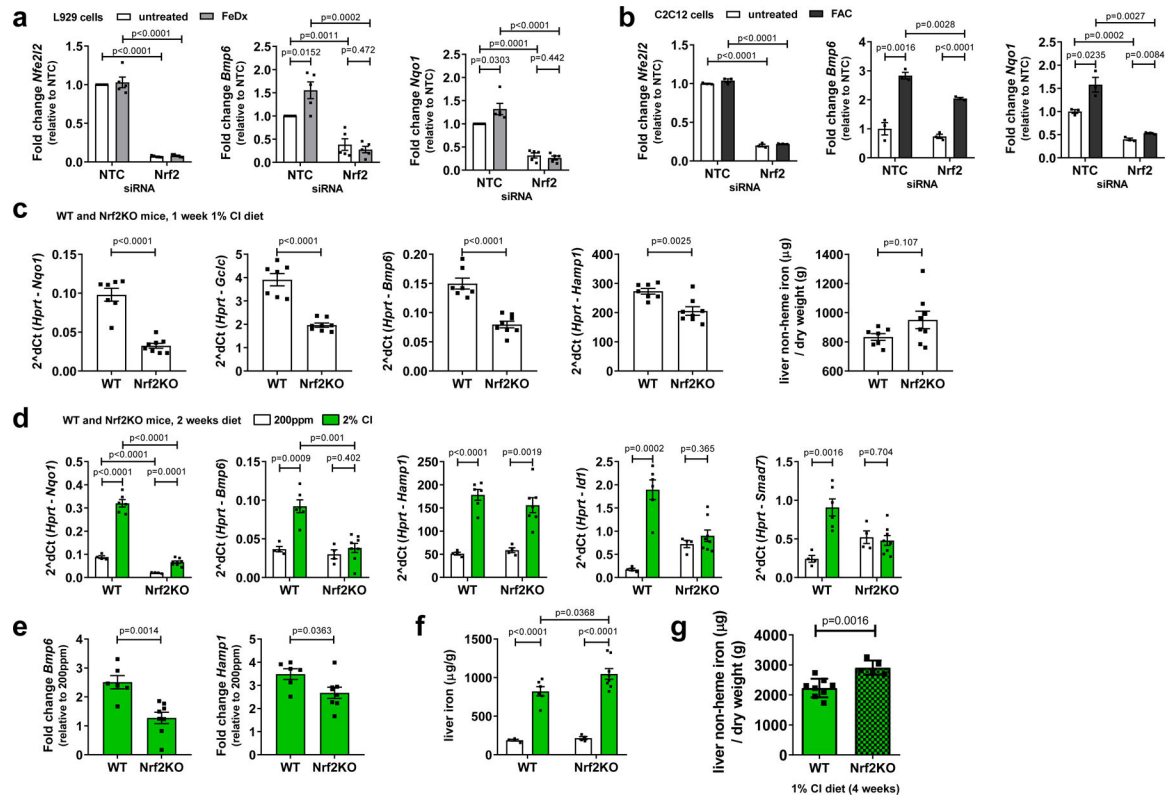 a
L929 cells
untreated
FeDx
Fold change Nfe2l2
(relative to NTC)
2.0
1.5
1.0
0.5
0.0
p<0.0001
p<0.0001
NTC
Nrf2
siRNA
Fold change Bmp6
(relative to NTC)
2.5
2.0
1.5
1.0
0.5
0.0
p=0.0002
p=0.0011
p=0.0152
p=0.472
NTC
Nrf2
siRNA
Fold change Nqo1
(relative to NTC)
2.5
2.0
1.5
1.0
0.5
0.0
p<0.0001
p<0.0001
p=0.0303
p=0.442
NTC
Nrf2
siRNA
b
C2C12 cells
untreated
FAC
Fold change Nfe2l2
(relative to NTC)
2.0
1.5
1.0
0.5
0.0
p<0.0001
p<0.0001
NTC
Nrf2
siRNA
Fold change Bmp6
(relative to NTC)
4
3
2
1
0
p=0.0028
p=0.0016
p<0.0001
NTC
Nrf2
siRNA
Fold change Nqo1
(relative to NTC)
2.5
2.0
1.5
1.0
0.5
0.0
p=0.0027
p=0.0002
p=0.0235
p=0.0084
NTC
Nrf2
siRNA
c
WT and Nrf2KO mice, 1 week 1% CI diet
2^dCt (Hprt - Nqo1)
0.15
0.10
0.05
0.00
p<0.0001
WT
Nrf2KO
2^dCt (Hprt - Gclc)
6
5
4
3
2
1
0
p<0.0001
WT
Nrf2KO
2^dCt (Hprt - Bmp6)
0.20
0.15
0.10
0.05
0.00
p<0.0001
WT
Nrf2KO
2^dCt (Hprt - Hamp1)
400
300
200
100
0
p=0.0025
WT
Nrf2KO
liver non-heme iron (µg)
/ dry weight (g)
1400
1200
1000
800
600
p=0.107
WT
Nrf2KO
d
WT and Nrf2KO mice, 2 weeks diet
200ppm
2% CI
2^dCt (Hprt - Nqo1)
0.5
0.4
0.3
0.2
0.1
0.0
p<0.0001
p<0.0001
p<0.0001
p=0.0001
WT
Nrf2KO
2^dCt (Hprt - Bmp6)
0.20
0.15
0.10
0.05
0.00
p=0.001
p=0.0009
p=0.402
WT
Nrf2KO
2^dCt (Hprt - Hamp1)
250
200
150
100
50
0
p<0.0001
p=0.0019
WT
Nrf2KO
2^dCt (Hprt - Id1)
2.5
2.0
1.5
1.0
0.5
0.0
p=0.0002
p=0.365
WT
Nrf2KO
2^dCt (Hprt - Smad7)
1.5
1.0
0.5
0.0
p=0.0016
p=0.704
WT
Nrf2KO
e
Fold change Bmp6
(relative to 200ppm)
4
3
2
1
0
p=0.0014
WT
Nrf2KO
Fold change Hamp1
(relative to 200ppm)
5
4
3
2
1
0
p=0.0363
WT
Nrf2KO
f
liver iron (µg/g)
1500
1000
500
0
p=0.0368
p<0.0001
p<0.0001
WT
Nrf2KO
g
liver non-heme iron (µg)
/ dry weight (g)
4000
3000
2000
1000
0
p=0.0016
WT
Nrf2KO
1% CI diet (4 weeks)